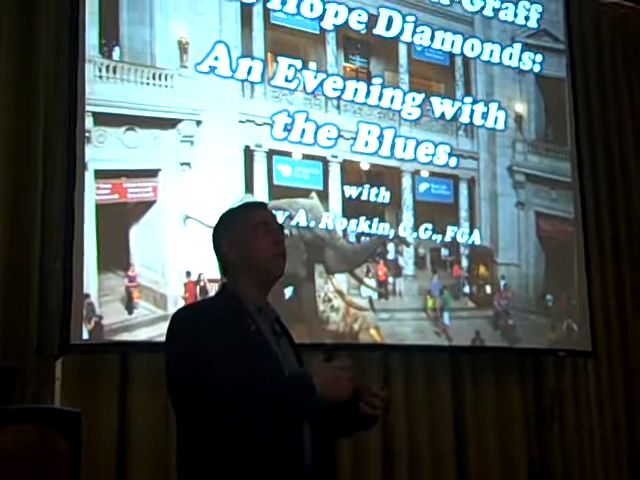 Graff
Hope Diamonds:
An Evening with
the Blues.
with
A. Roskin, G.G., FGA